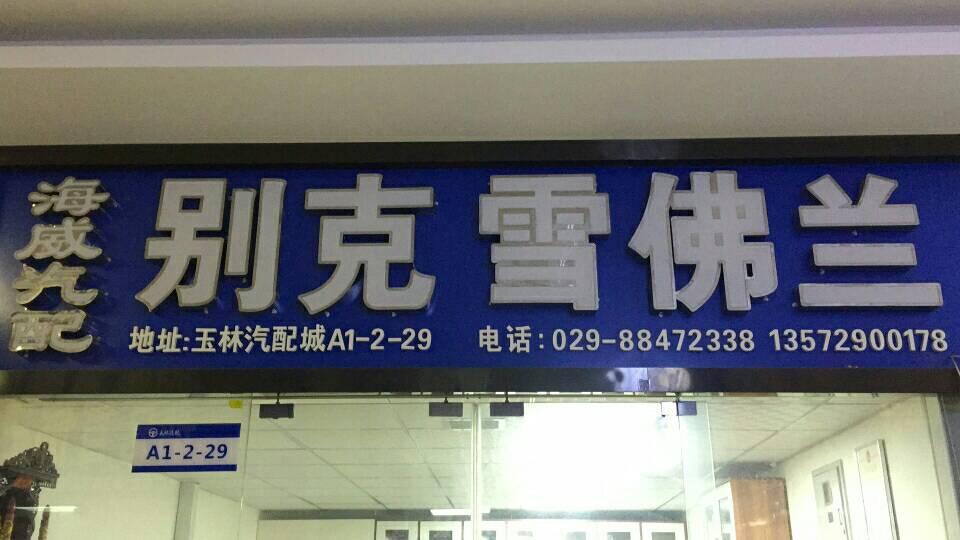 海威汽配
别克 雪佛兰
地址:玉林汽配城A1-2-29
电话:029-88472338 13572900178
A1-2-29